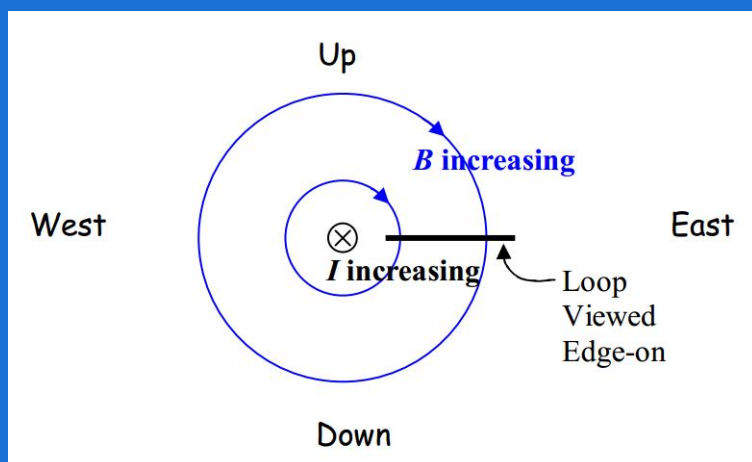 Up
B increasing
West
East
I increasing
Loop
Viewed
Edge-on
Down